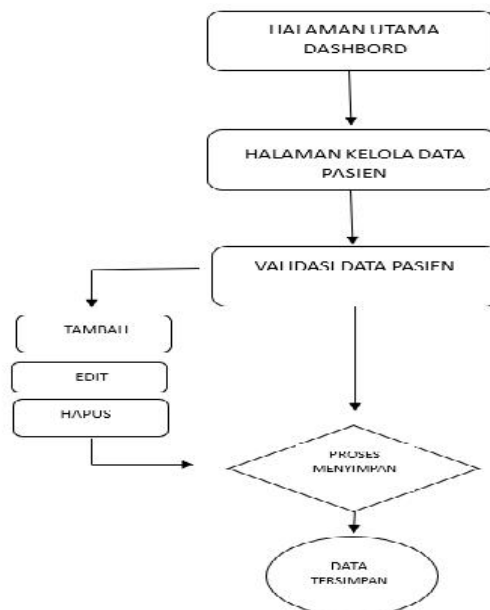 HALAMAN UTAMA
DASHBORD
HALAMAN KELOLA DATA
PASIEN
VALIDASI DATA PASIEN
TAMBAH
EDIT
HAPUS
PROSES
MENYIMPAN
DATA
TERSIMPAN